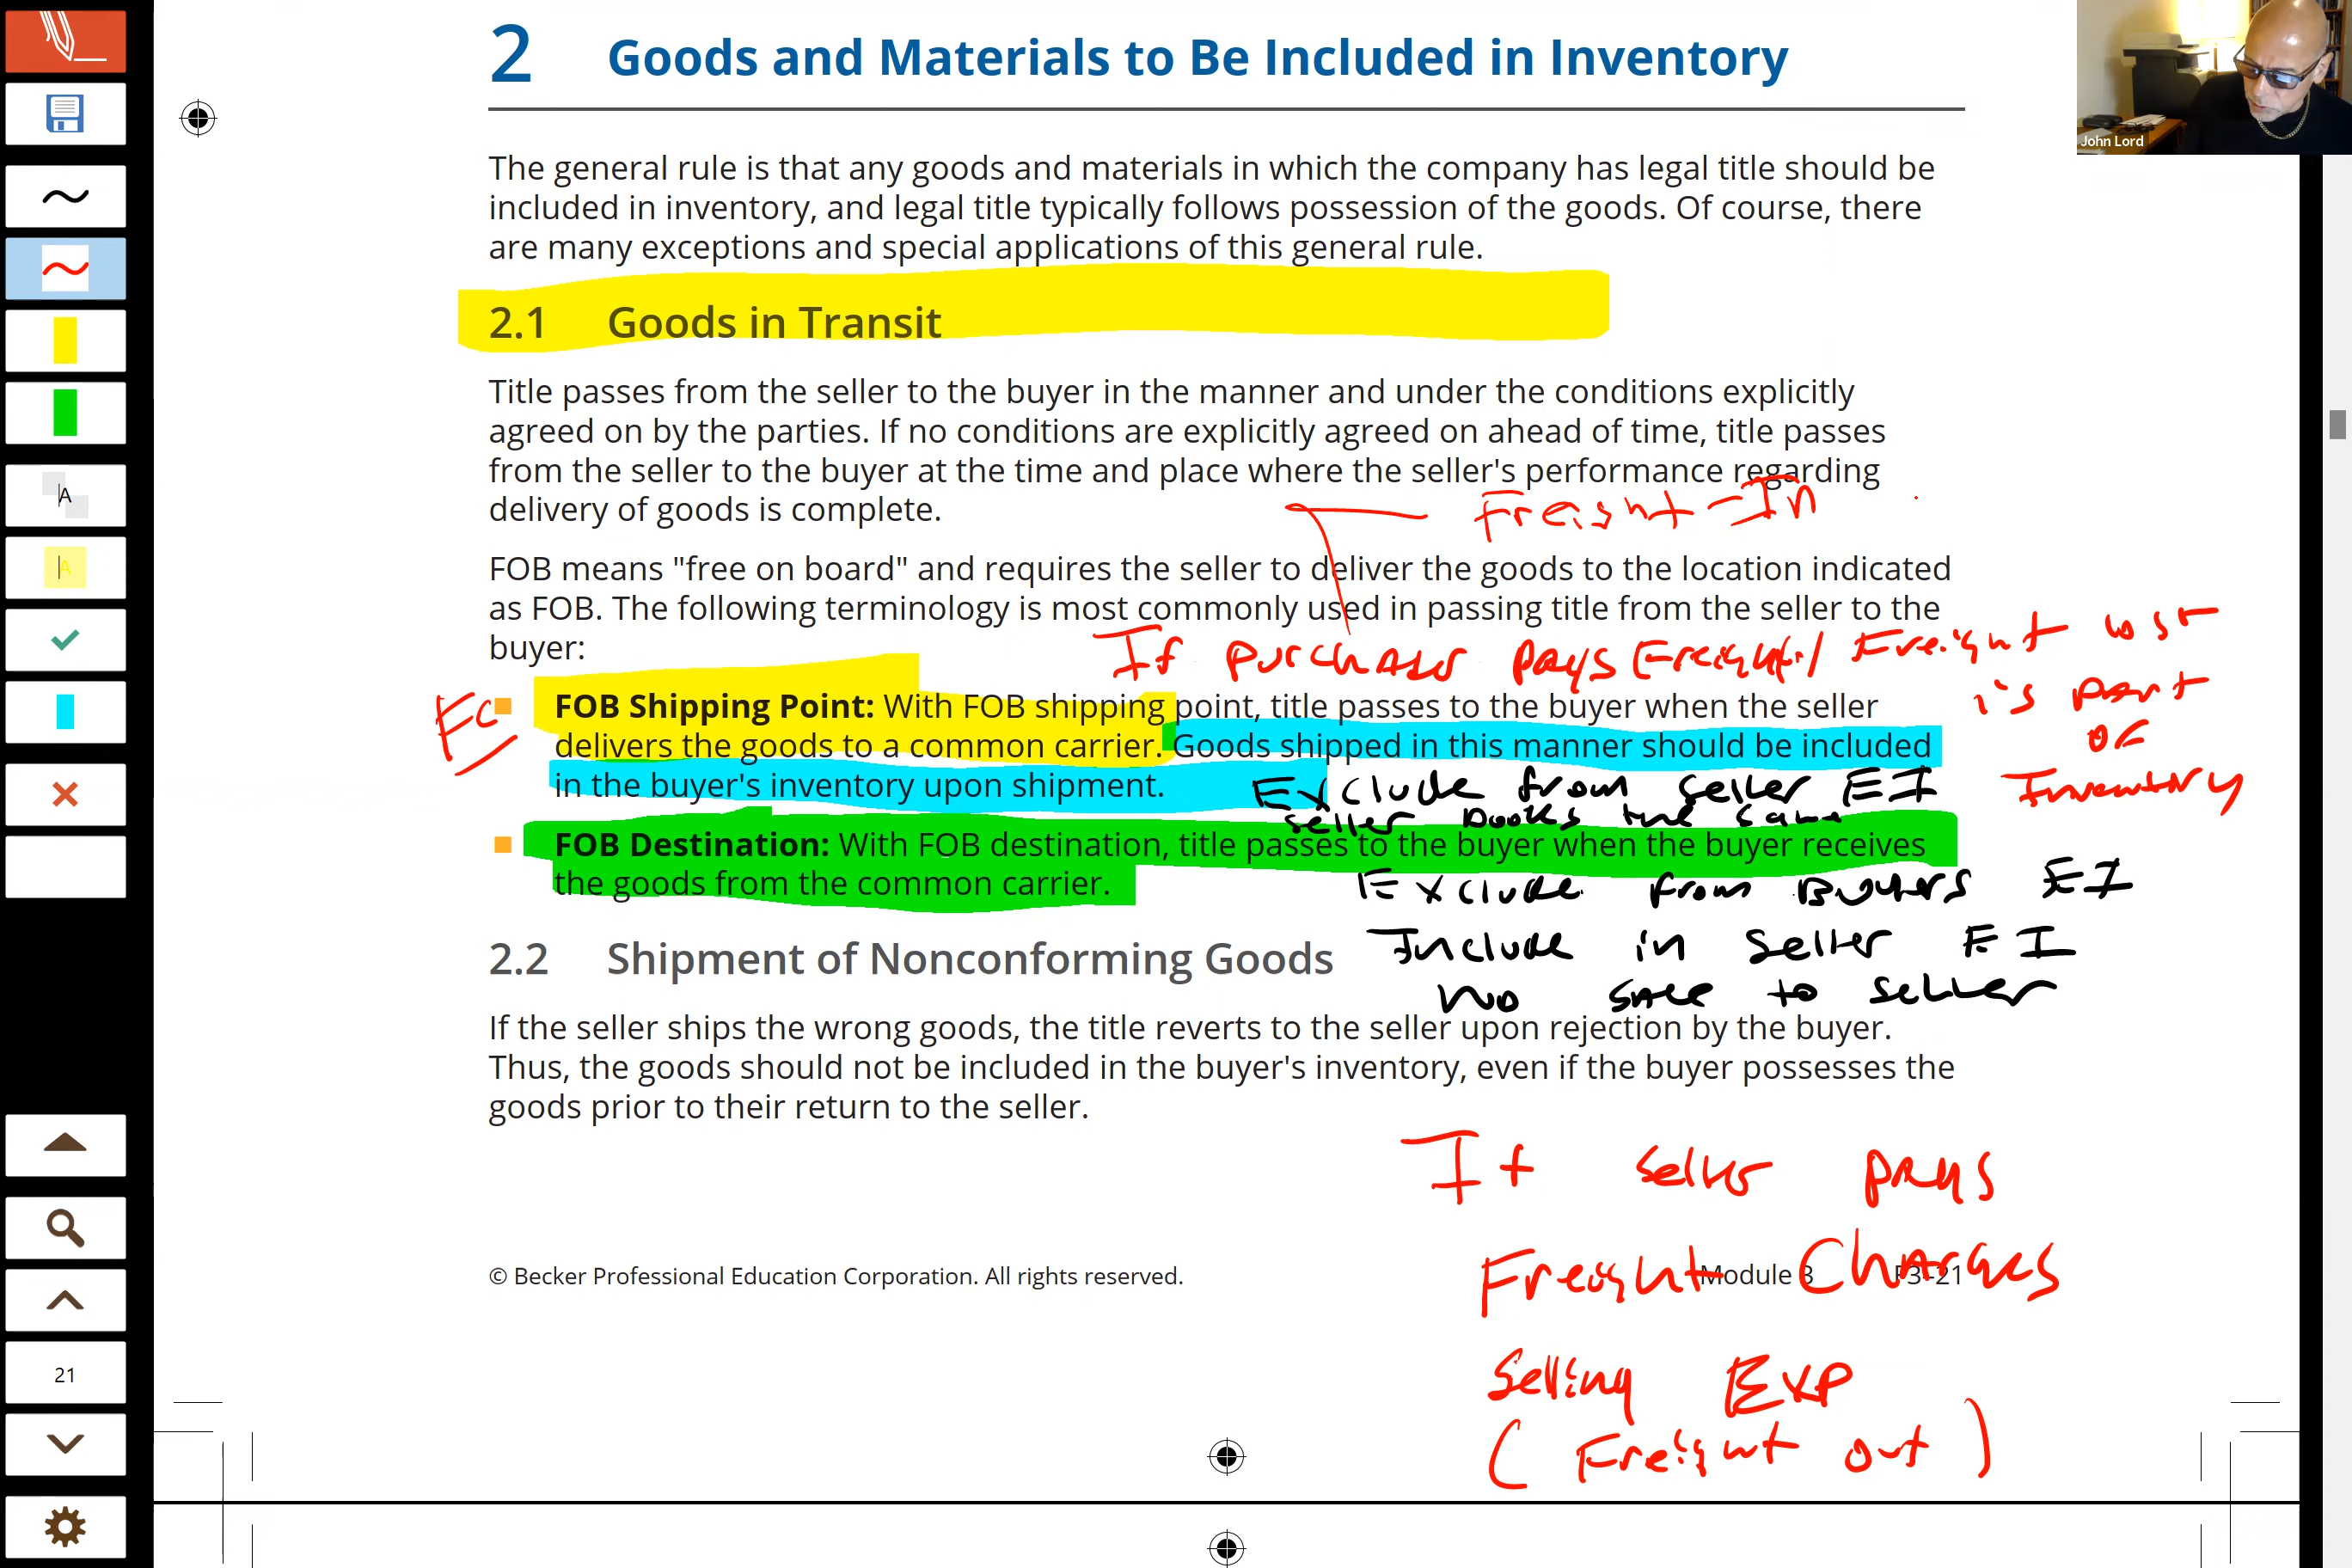 John Lord
2 Goods and Materials to Be Included in Inventory
The general rule is that any goods and materials in which the company has legal title should be
included in inventory, and legal title typically follows possession of the goods. Of course, there
are many exceptions and special applications of this general rule.
2.1 Goods in Transit
Title passes from the seller to the buyer in the manner and under the conditions explicitly
agreed on by the parties. If no conditions are explicitly agreed on ahead of time, title passes
from the seller to the buyer at the time and place where the seller's performance regarding
delivery of goods is complete.
Freight-In
FOB means "free on board" and requires the seller to deliver the goods to the location indicated
as FOB. The following terminology is most commonly used in passing title from the seller to the
buyer:
If purchaser pays Freight / Freight cost
is part
of
Inventory
FOB Shipping Point: With FOB shipping point, title passes to the buyer when the seller
delivers the goods to a common carrier. Goods shipped in this manner should be included
in the buyer's inventory upon shipment.
Exclude from seller EI
seller books the same
FOB Destination: With FOB destination, title passes to the buyer when the buyer receives
the goods from the common carrier.
Exclude from Buyers EI
Include in seller EI
No sale to seller
2.2 Shipment of Nonconforming Goods
If the seller ships the wrong goods, the title reverts to the seller upon rejection by the buyer.
Thus, the goods should not be included in the buyer's inventory, even if the buyer possesses the
goods prior to their return to the seller.
If seller pays
Freight Charges
Selling Exp
(Freight out)
© Becker Professional Education Corporation. All rights reserved.
Module 3 F3-21
A
A
21